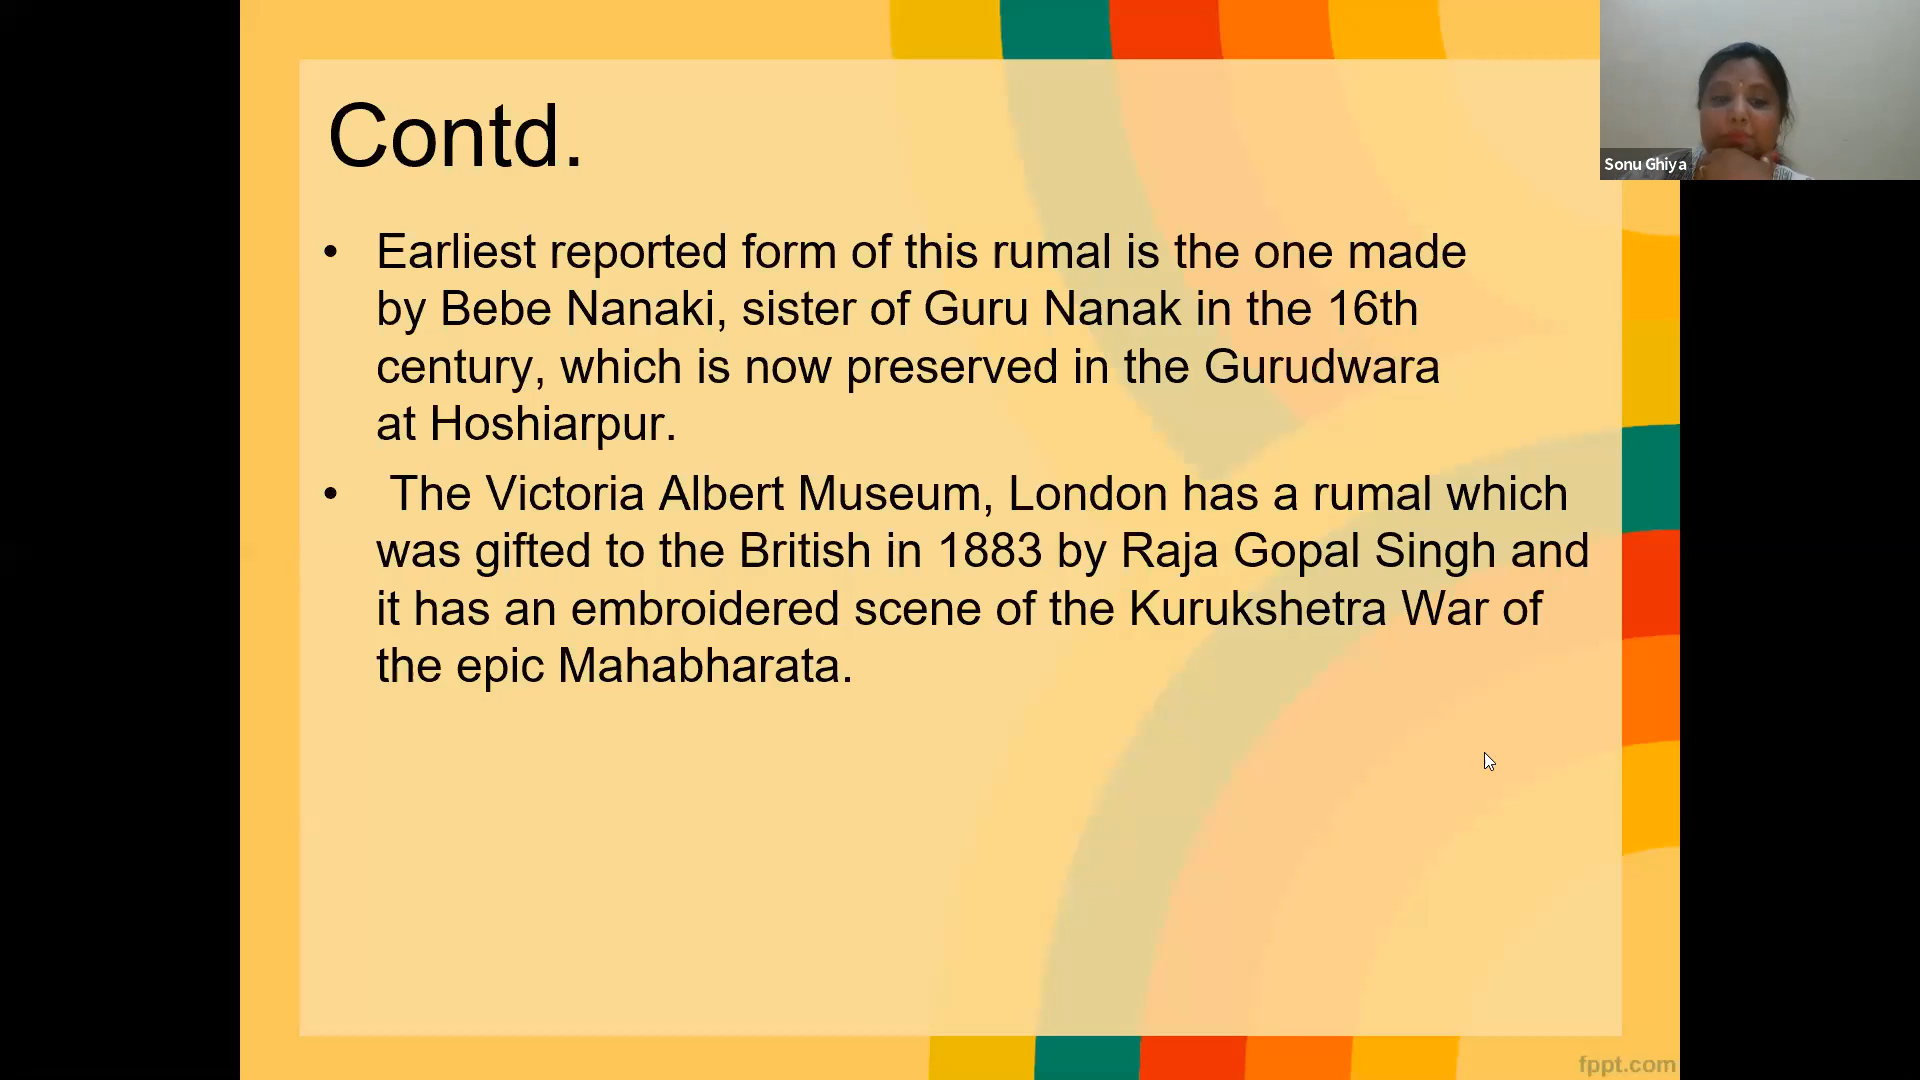 Contd.
• Earliest reported form of this rumal is the one made
by Bebe Nanaki, sister of Guru Nanak in the 16th
century, which is now preserved in the Gurudwara
at Hoshiarpur.
• The Victoria Albert Museum, London has a rumal which
was gifted to the British in 1883 by Raja Gopal Singh and
it has an embroidered scene of the Kurukshetra War of
the epic Mahabharata.
Sonu Ghiya
fppt.com